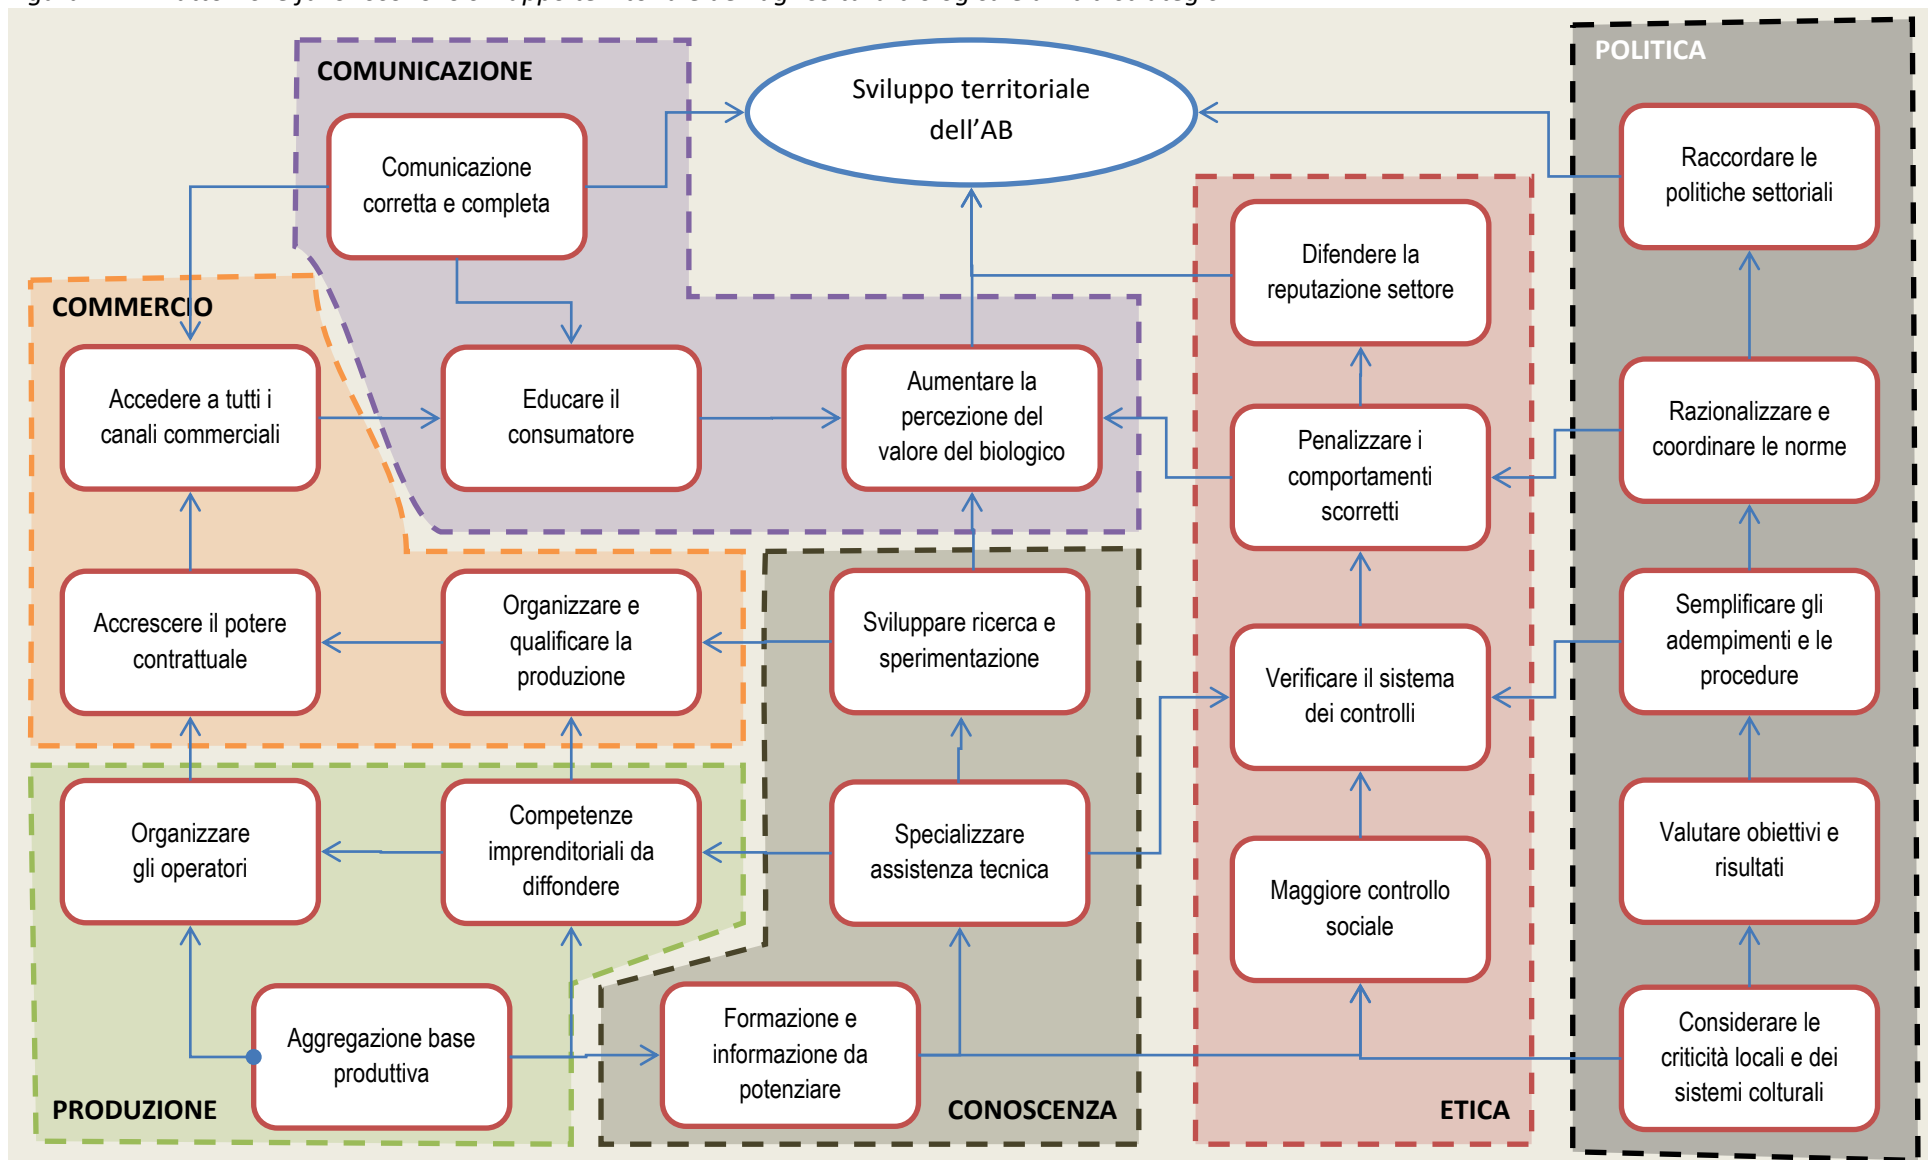 COMUNICAZIONE
POLITICA
Sviluppo territoriale
dell'AB
Comunicazione
corretta e completa
Raccordare le
politiche settoriali
Difendere la
reputazione settore
COMMERCIO
Accedere a tutti i
canali commerciali
Educare il
consumatore
Aumentare la
percezione del
valore del biologico
Penalizzare i
comportamenti
scorretti
Razionalizzare e
coordinare le norme
Accrescere il potere
contrattuale
Organizzare e
qualificare la
produzione
Sviluppare ricerca e
sperimentazione
Verificare il sistema
dei controlli
Semplificare gli
adempimenti e le
procedure
Organizzare
gli operatori
Competenze
imprenditoriali da
diffondere
Specializzare
assistenza tecnica
Maggiore controllo
sociale
Valutare obiettivi e
risultati
Aggregazione base
produttiva
Formazione e
informazione da
potenziare
Considerare le
criticità locali e dei
sistemi colturali
PRODUZIONE
CONOSCENZA
ETICA